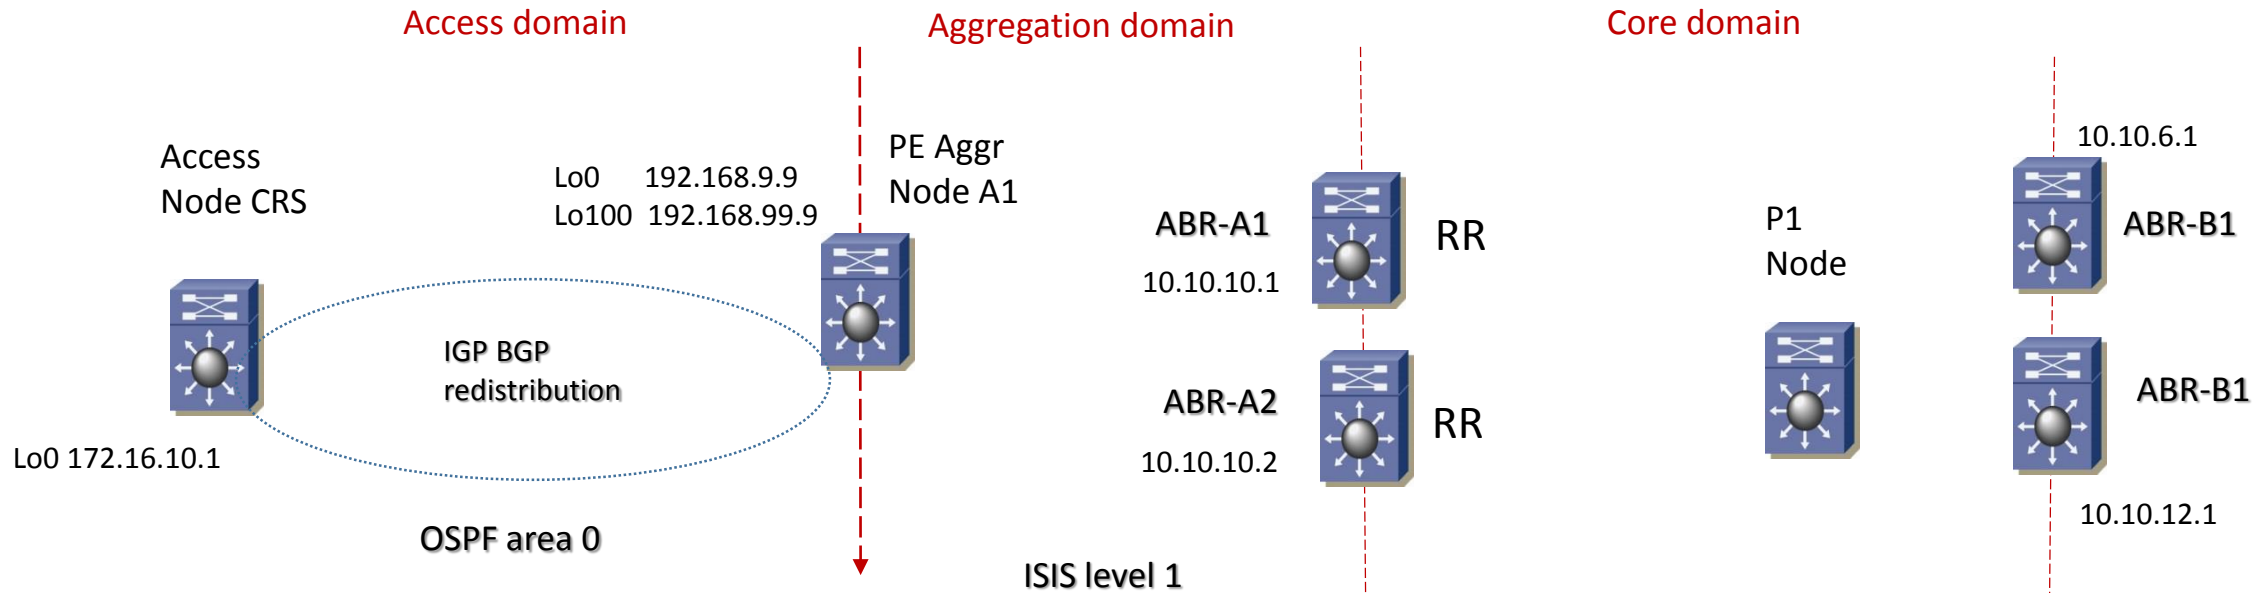 Access domain
Aggregation domain
Core domain
Access
Node CRS
Lo0 172.16.10.1
IGP BGP
redistribution
OSPF area 0
Lo0 192.168.9.9
Lo100 192.168.99.9
PE Aggr
Node A1
ISIS level 1
ABR-A1
10.10.10.1
RR
ABR-A2
10.10.10.2
RR
P1
Node
10.10.6.1
ABR-B1
ABR-B1
10.10.12.1